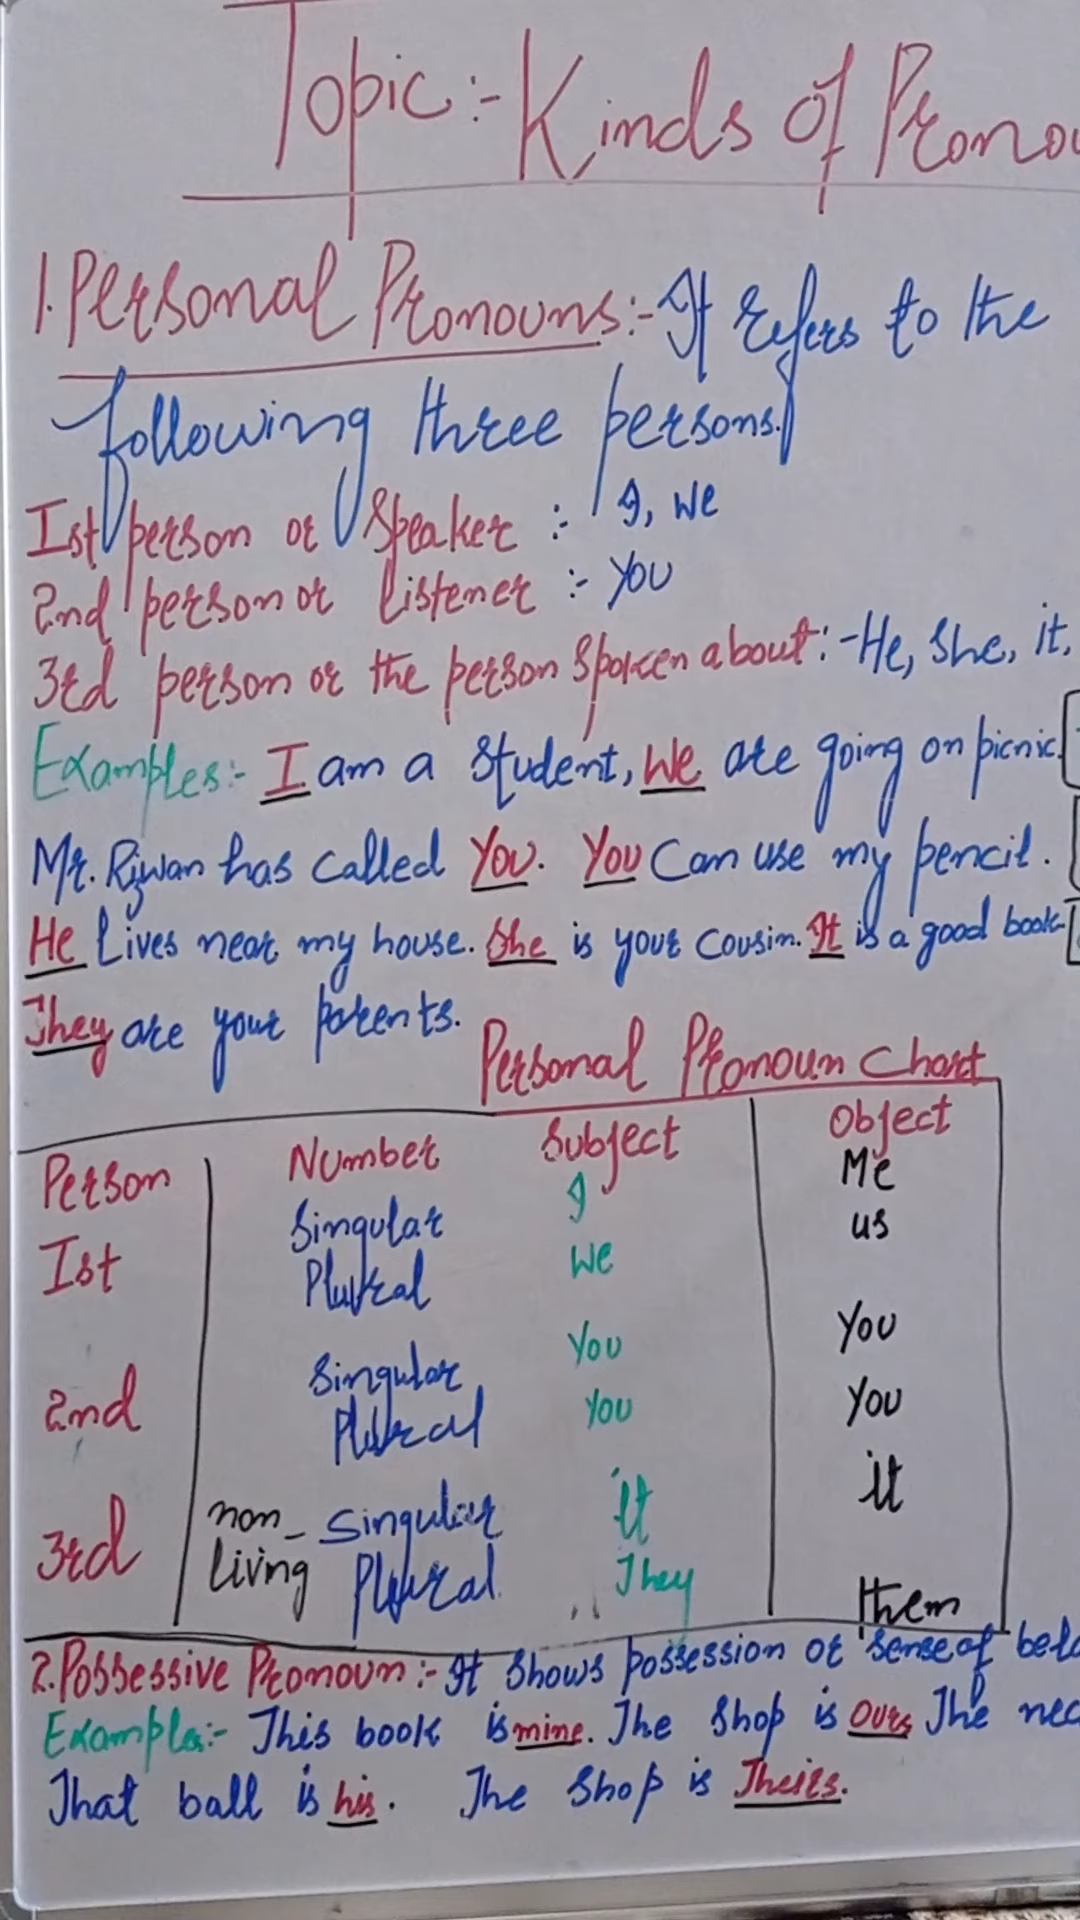 Topic:- Kinds of Pronou
1. Personal Pronouns:- It refers to the
following three persons.
Ist person or Speaker :- I, We
2nd person or listener :- you
3rd person or the person spoken about:- He, She, it,
Examples:- I am a student, We are going on picnic.
Mr. Rizwan has called You. You Can use my pencil.
He lives near my house. She is your cousin. It is a good book.
They are your parents.
Personal Pronoun Chart
Person Number Subject Object
Ist Singular I Me
Plural We us
2nd Singular You You
Plural You You
3rd non-living Singular it it
Plural They them
2. Possessive Pronoun:- It shows possession or sense of belo
Example:- This book is mine. The Shop is ours The nec
That ball is his. The Shop is Theirs.